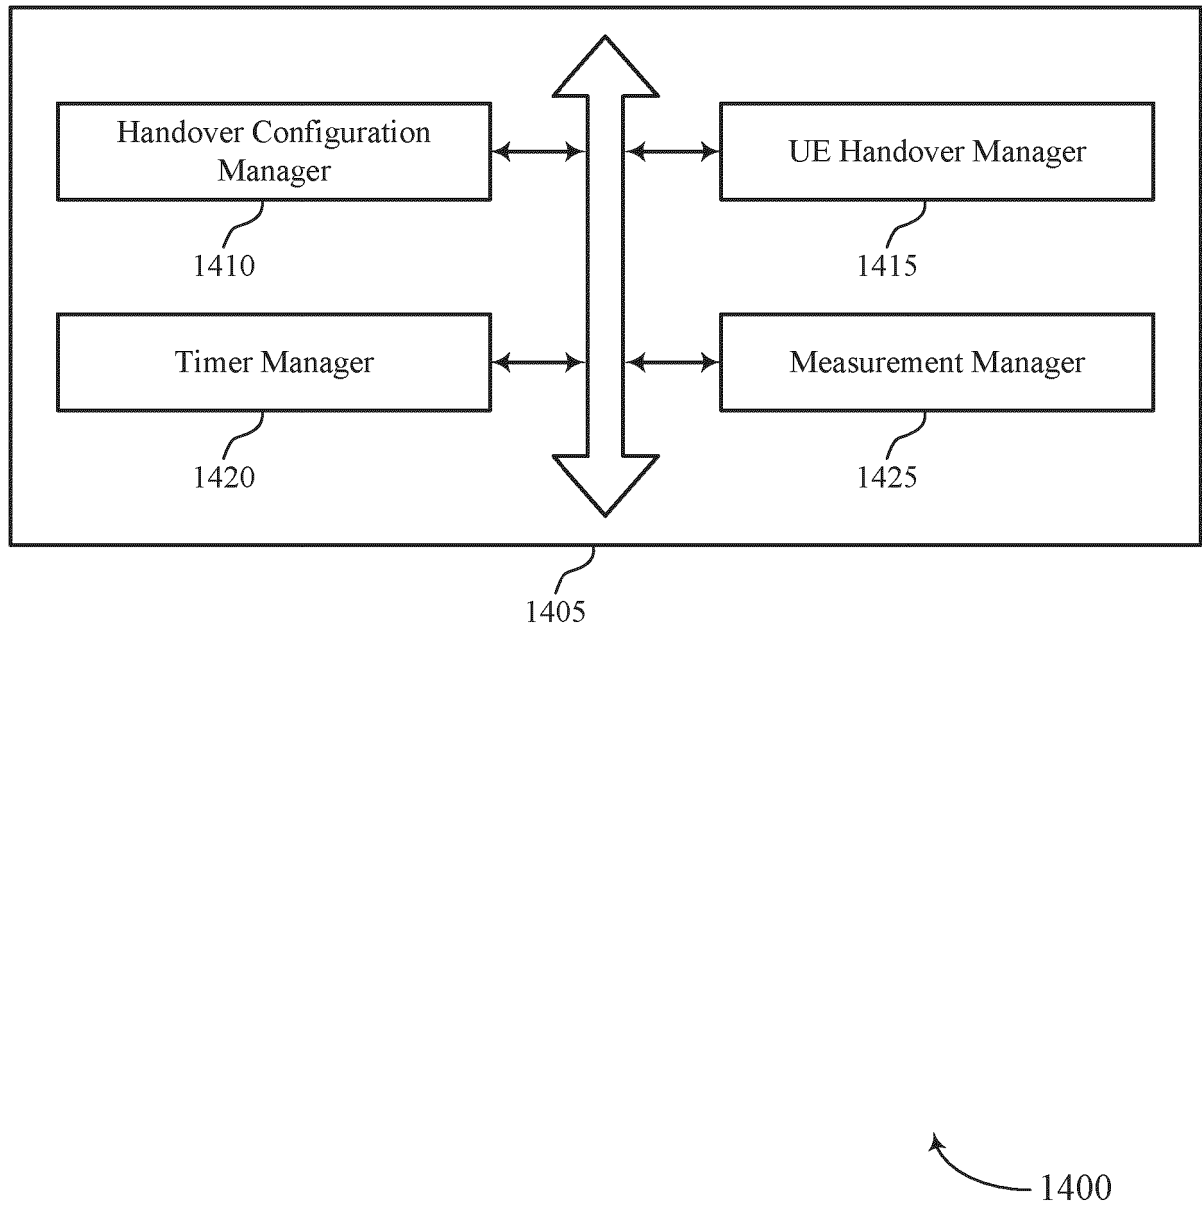 Handover Configuration
Manager
1410
UE Handover Manager
1415
Timer Manager
1420
Measurement Manager
1425
1405
1400